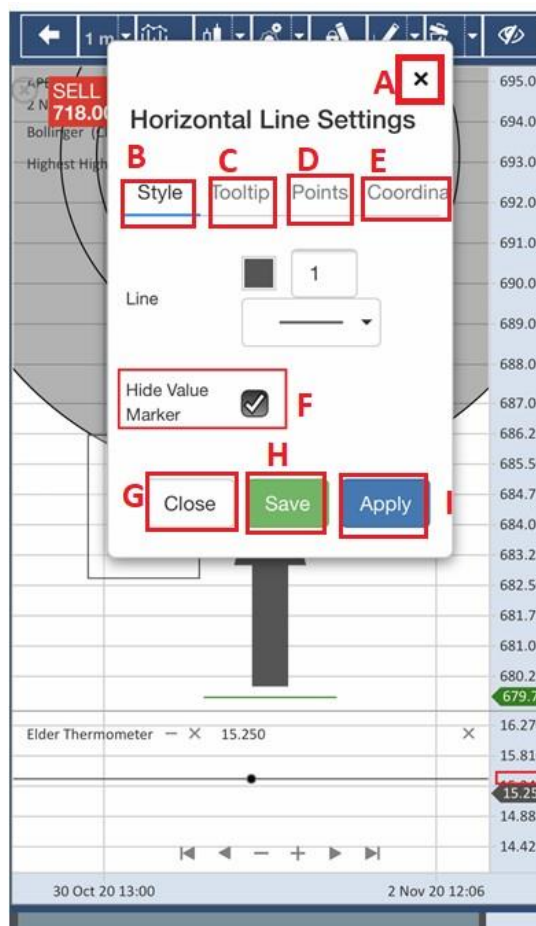 1 m
SELL
718.00
2 N
Bollinger (C
Highest High
A
×
Horizontal Line Settings
B
C
D
E
Style
Tooltip
Points
Coordina
Line
1
Hide Value
Marker
F
G
H
I
Close
Save
Apply
695.0
694.0
693.0
692.0
691.0
690.0
689.0
688.0
687.0
686.2
685.5
684.7
684.0
683.2
682.5
681.7
681.0
680.2
679.7
Elder Thermometer − × 15.250 ×
16.27
15.81
15.25
14.88
14.42
30 Oct 20 13:00
2 Nov 20 12:06